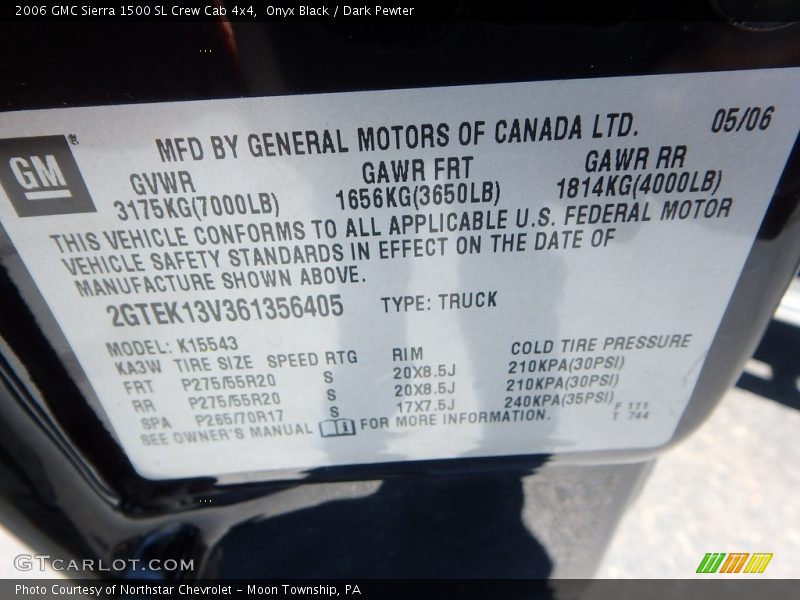 2006 GMC Sierra 1500 SL Crew Cab 4x4,  Onyx Black / Dark Pewter
GM
MFD BY GENERAL MOTORS OF CANADA LTD.
05/06
GVWR
GAWR FRT
GAWR RR
3175KG(7000LB)
1656KG(3650LB)
1814KG(4000LB)
THIS VEHICLE CONFORMS TO ALL APPLICABLE U.S. FEDERAL MOTOR
VEHICLE SAFETY STANDARDS IN EFFECT ON THE DATE OF
MANUFACTURE SHOWN ABOVE.
2GTEK13V361356405
TYPE: TRUCK
MODEL: K15543
KA3W TIRE SIZE SPEED RTG RIM COLD TIRE PRESSURE
FRT P275/55R20 S 20X8.5J 210KPA(30PSI)
RR P275/55R20 S 20X8.5J 210KPA(30PSI)
SPA P265/70R17 S 17X7.5J 240KPA(35PSI)
SEE OWNER'S MANUAL i FOR MORE INFORMATION.
F 111
T 744
GTCARLOT.COM
Photo Courtesy of Northstar Chevrolet - Moon Township, PA